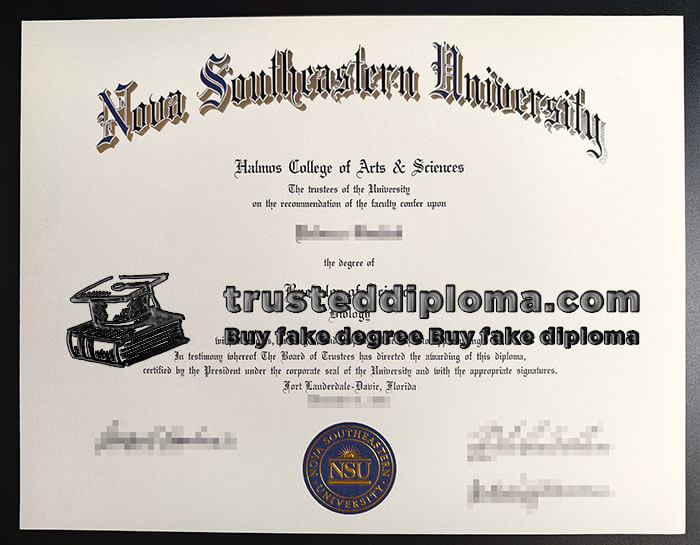 Nova Southeastern University
Halmos College of Arts & Sciences
The trustees of the University
on the recommendation of the faculty confer upon
the degree of
Bachelor of Science
trusteddiploma.com
Biology
Buy fake degree Buy fake diploma
In testimony whereof The Board of Trustees has directed the awarding of this diploma,
certified by the President under the corporate seal of the University and with the appropriate signatures.
Fort Lauderdale-Davie, Florida
NOVA SOUTHEASTERN
NSU
UNIVERSITY